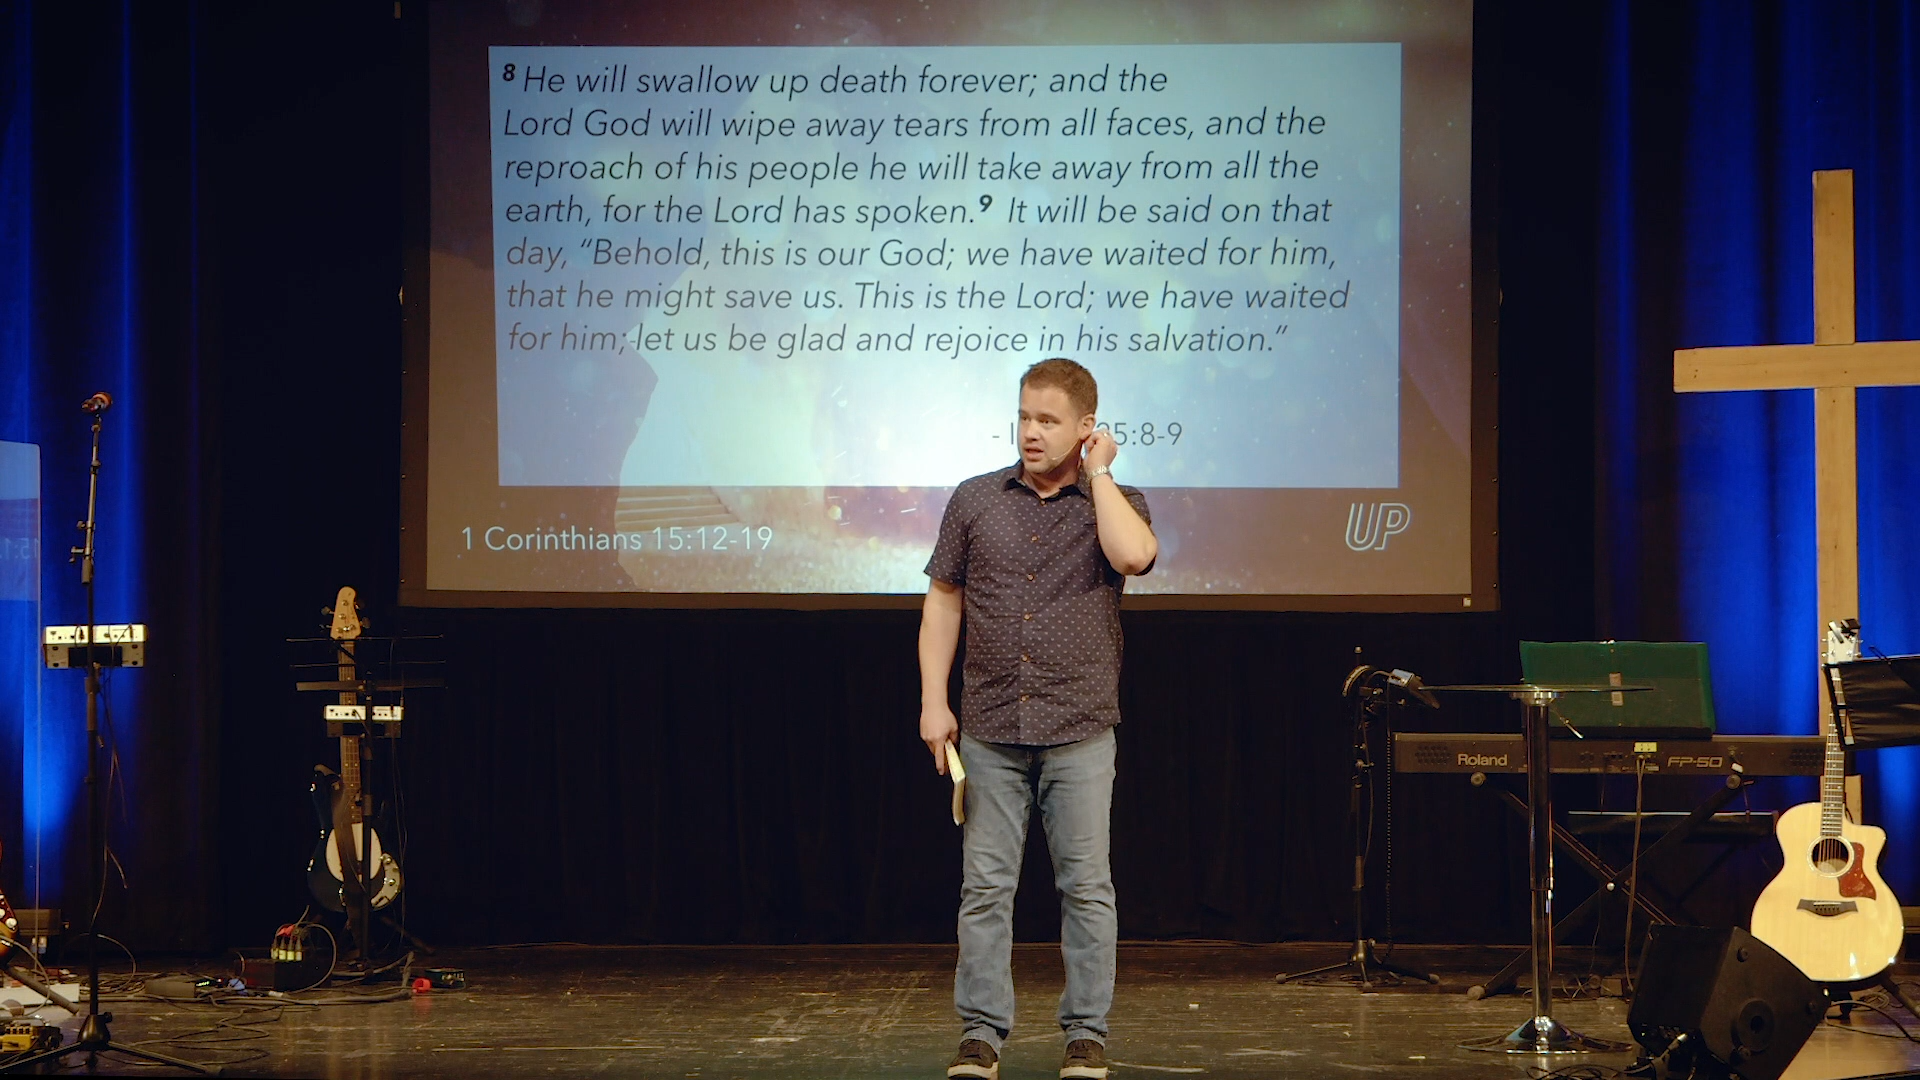 8 He will swallow up death forever; and the
Lord God will wipe away tears from all faces, and the
reproach of his people he will take away from all the
earth, for the Lord has spoken.9 It will be said on that
day, “Behold, this is our God; we have waited for him,
that he might save us. This is the Lord; we have waited
for him; let us be glad and rejoice in his salvation.”
- 5:8-9
1 Corinthians 15:12-19
UP
Roland
FP-50